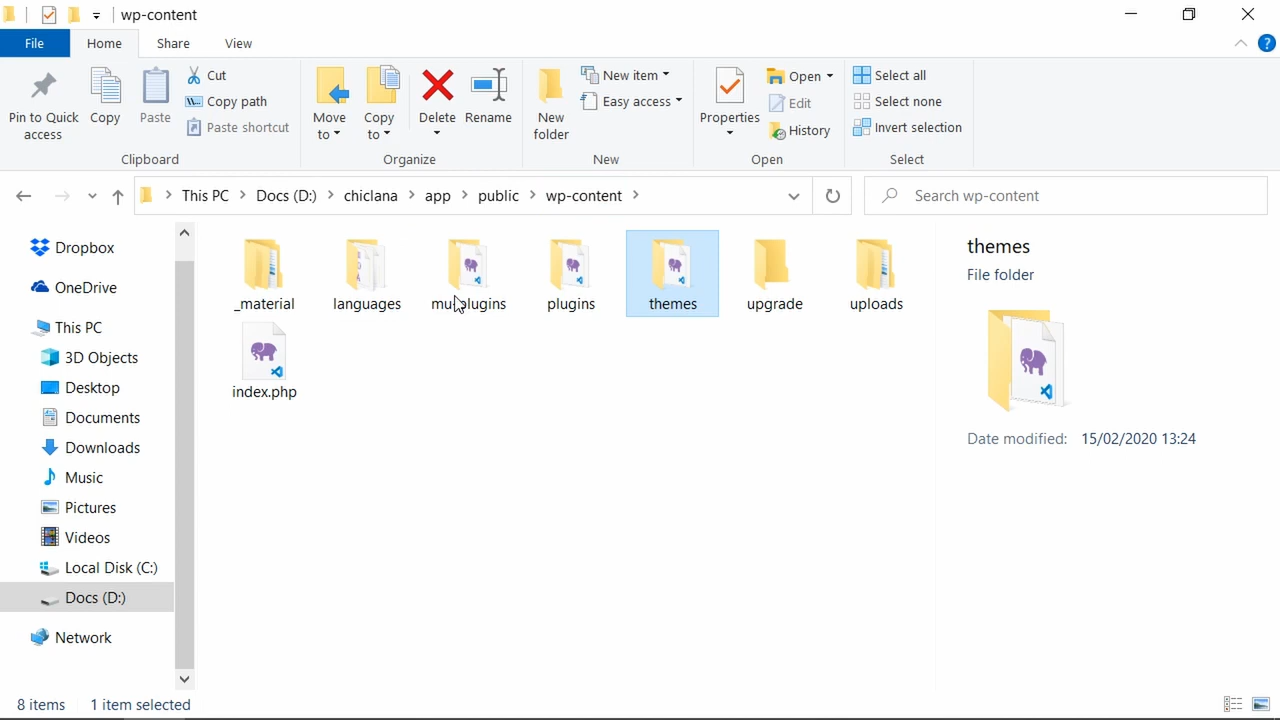 wp-content
File Home Share View
Pin to Quick access
Copy
Paste
Cut
Copy path
Paste shortcut
Clipboard
Move to
Copy to
Delete
Rename
Organize
New folder
New item
Easy access
New
Properties
Open
Edit
History
Open
Select all
Select none
Invert selection
Select
This PC > Docs (D:) > chiclana > app > public > wp-content >
Search wp-content
Dropbox
OneDrive
This PC
3D Objects
Desktop
Documents
Downloads
Music
Pictures
Videos
Local Disk (C:)
Docs (D:)
Network
_material
languages
mu-plugins
plugins
themes
upgrade
uploads
index.php
themes
File folder
Date modified: 15/02/2020 13:24
8 items 1 item selected